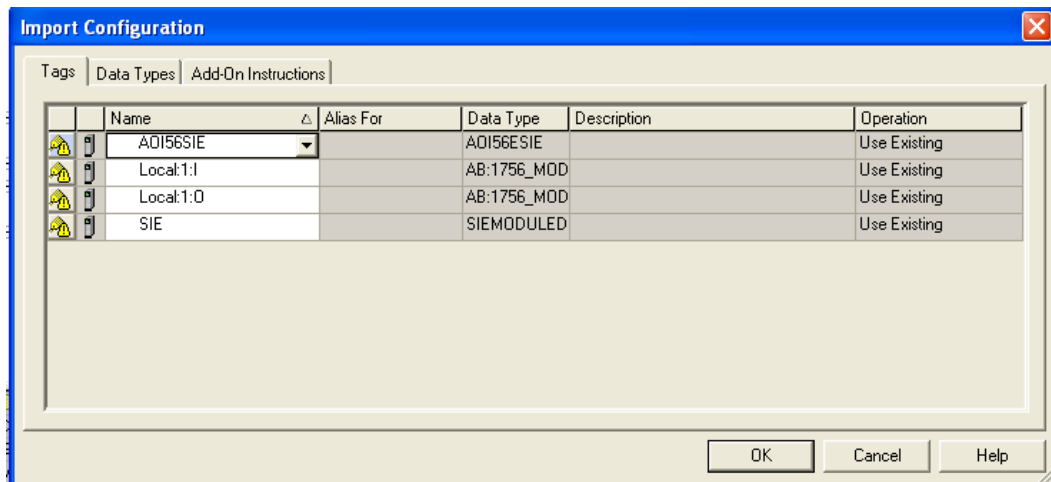 Import Configuration
Tags Data Types Add-On Instructions
Name Alias For Data Type Description Operation
AOI56SIE AOI56ESIE Use Existing
Local:1:I AB:1756_MOD Use Existing
Local:1:O AB:1756_MOD Use Existing
SIE SIEMODULED Use Existing
OK Cancel Help